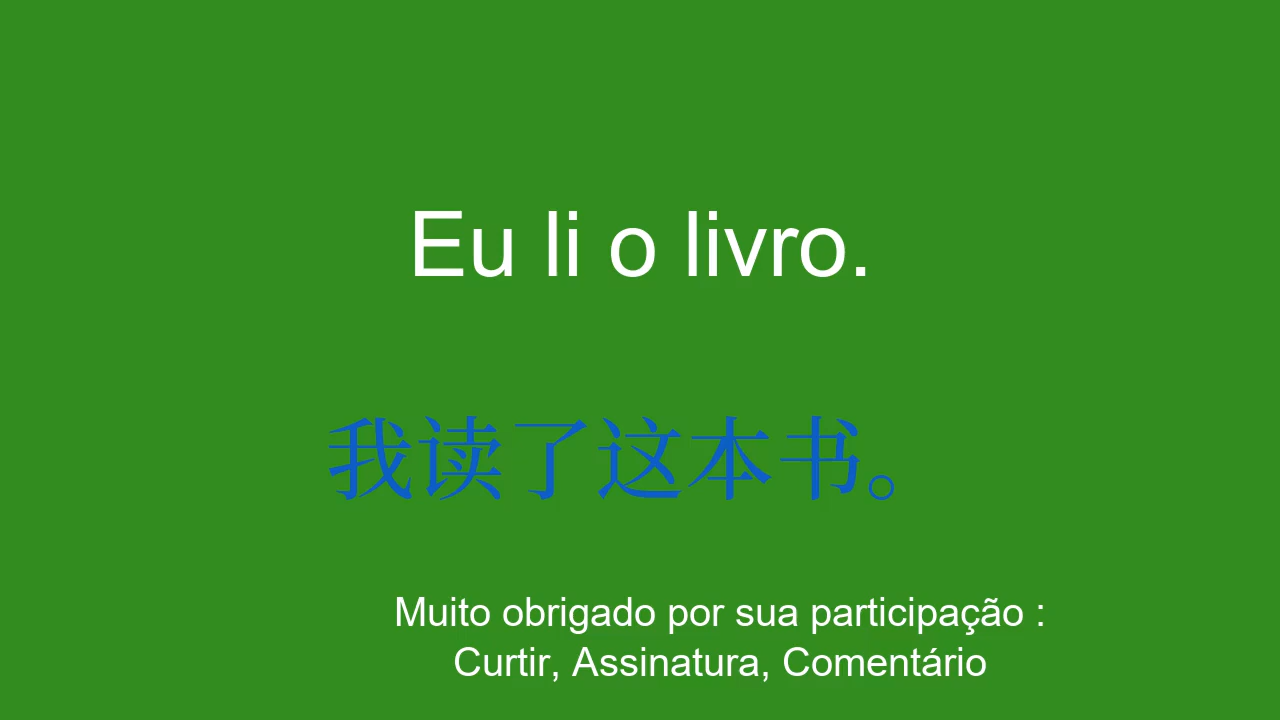 Eu li o livro.
我读了这本书。
Muito obrigado por sua participação :
Curtir, Assinatura, Comentário